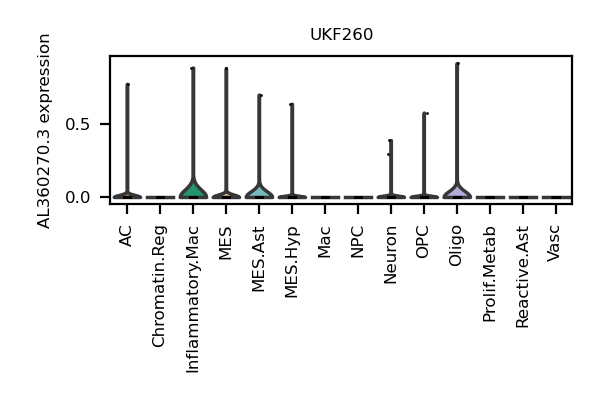 UKF260
AL360270.3 expression
0.5
0.0
AC
Chromatin.Reg
Inflammatory.Mac
MES
MES.Ast
MES.Hyp
Mac
NPC
Neuron
OPC
Oligo
Prolif.Metab
Reactive.Ast
Vasc